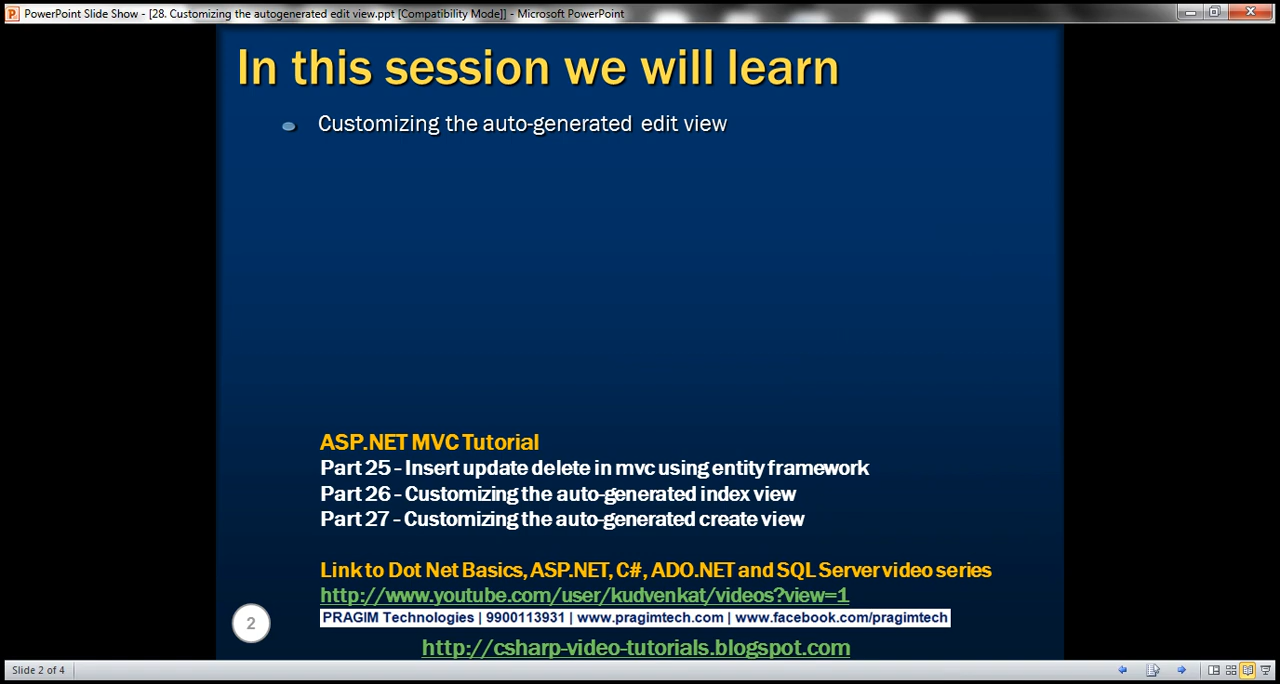 PowerPoint Slide Show - [28. Customizing the autogenerated edit view.ppt [Compatibility Mode]] - Microsoft PowerPoint
In this session we will learn
Customizing the auto-generated edit view
ASP.NET MVC Tutorial
Part 25 - Insert update delete in mvc using entity framework
Part 26 - Customizing the auto-generated index view
Part 27 - Customizing the auto-generated create view
Link to Dot Net Basics, ASP.NET, C#, ADO.NET and SQL Server video series
http://www.youtube.com/user/kudvenkat/videos?view=1
PRAGIM Technologies | 9900113931 | www.pragimtech.com | www.facebook.com/pragimtech
2
http://csharp-video-tutorials.blogspot.com
Slide 2 of 4